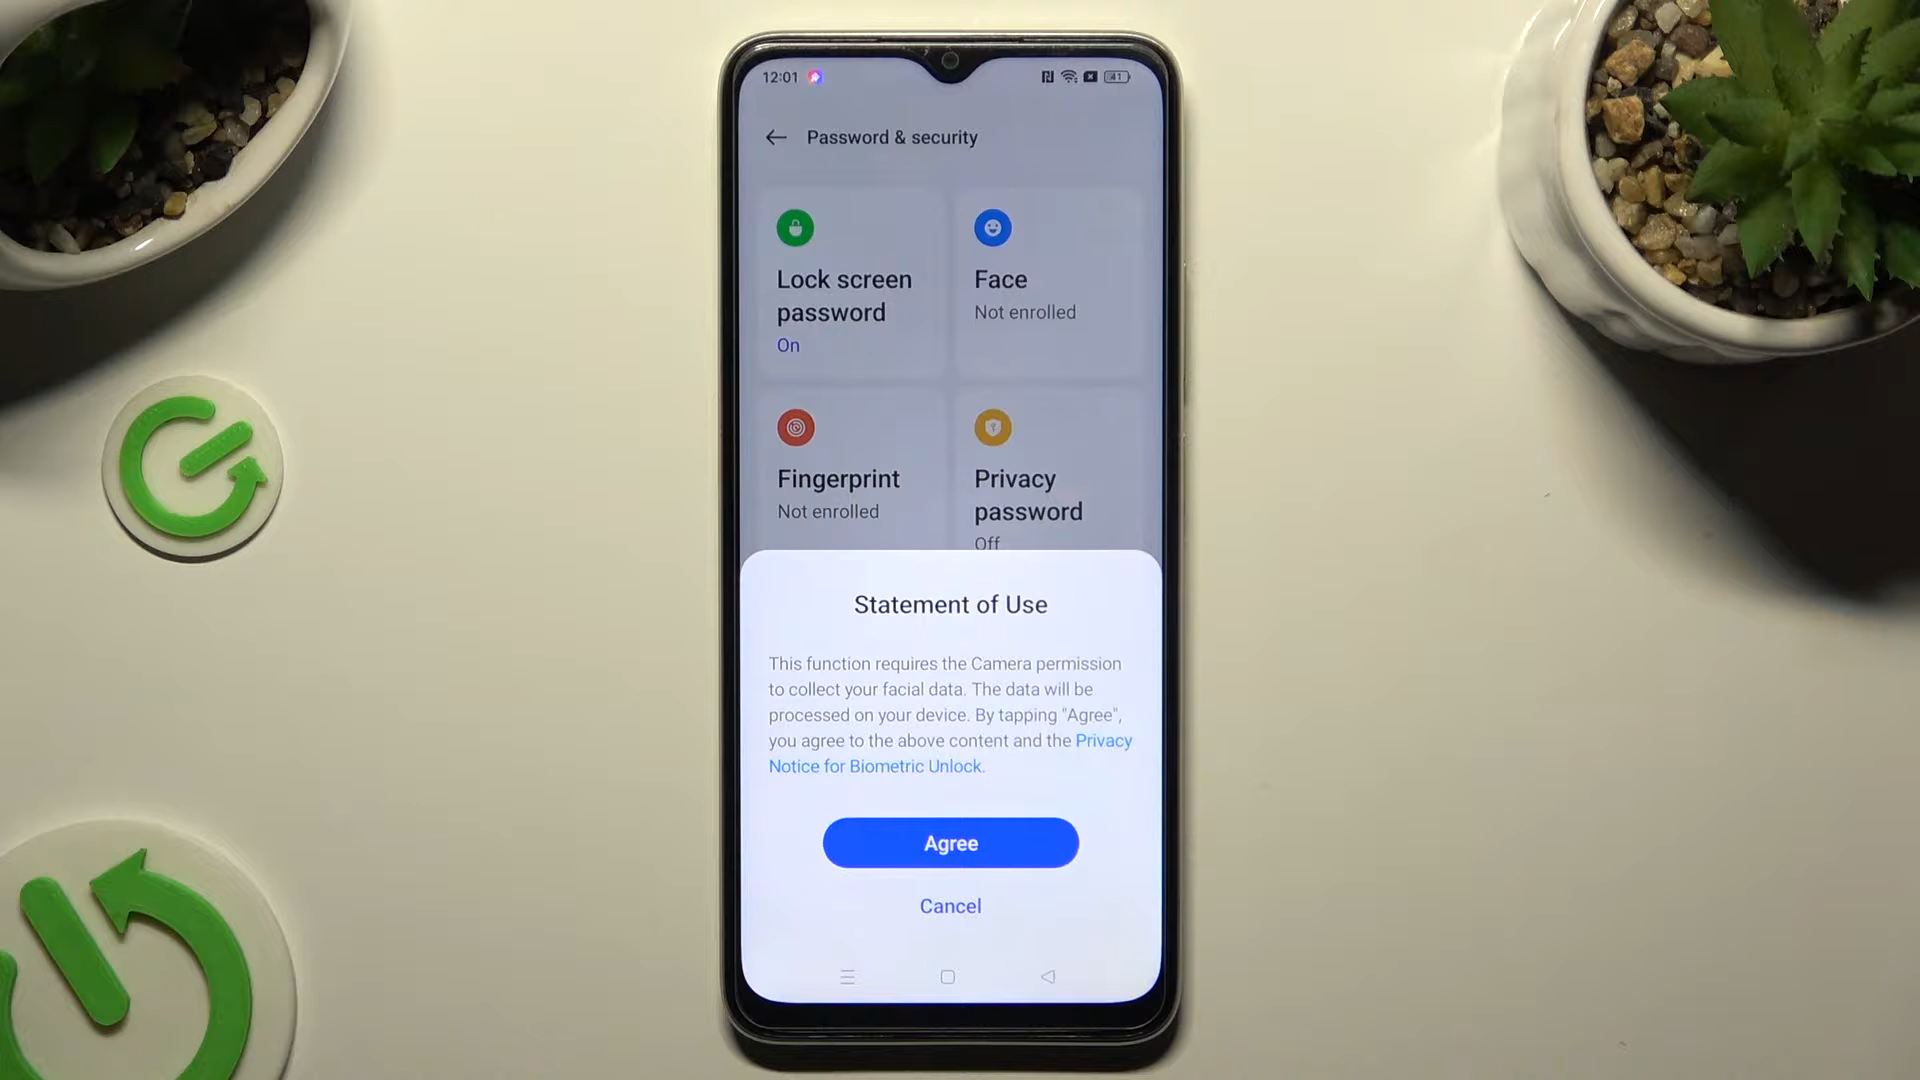 12:01
41
Password & security
Lock screen
password
On
Face
Not enrolled
Fingerprint
Not enrolled
Privacy
password
Off
Statement of Use
This function requires the Camera permission
to collect your facial data. The data will be
processed on your device. By tapping "Agree",
you agree to the above content and the Privacy
Notice for Biometric Unlock.
Agree
Cancel